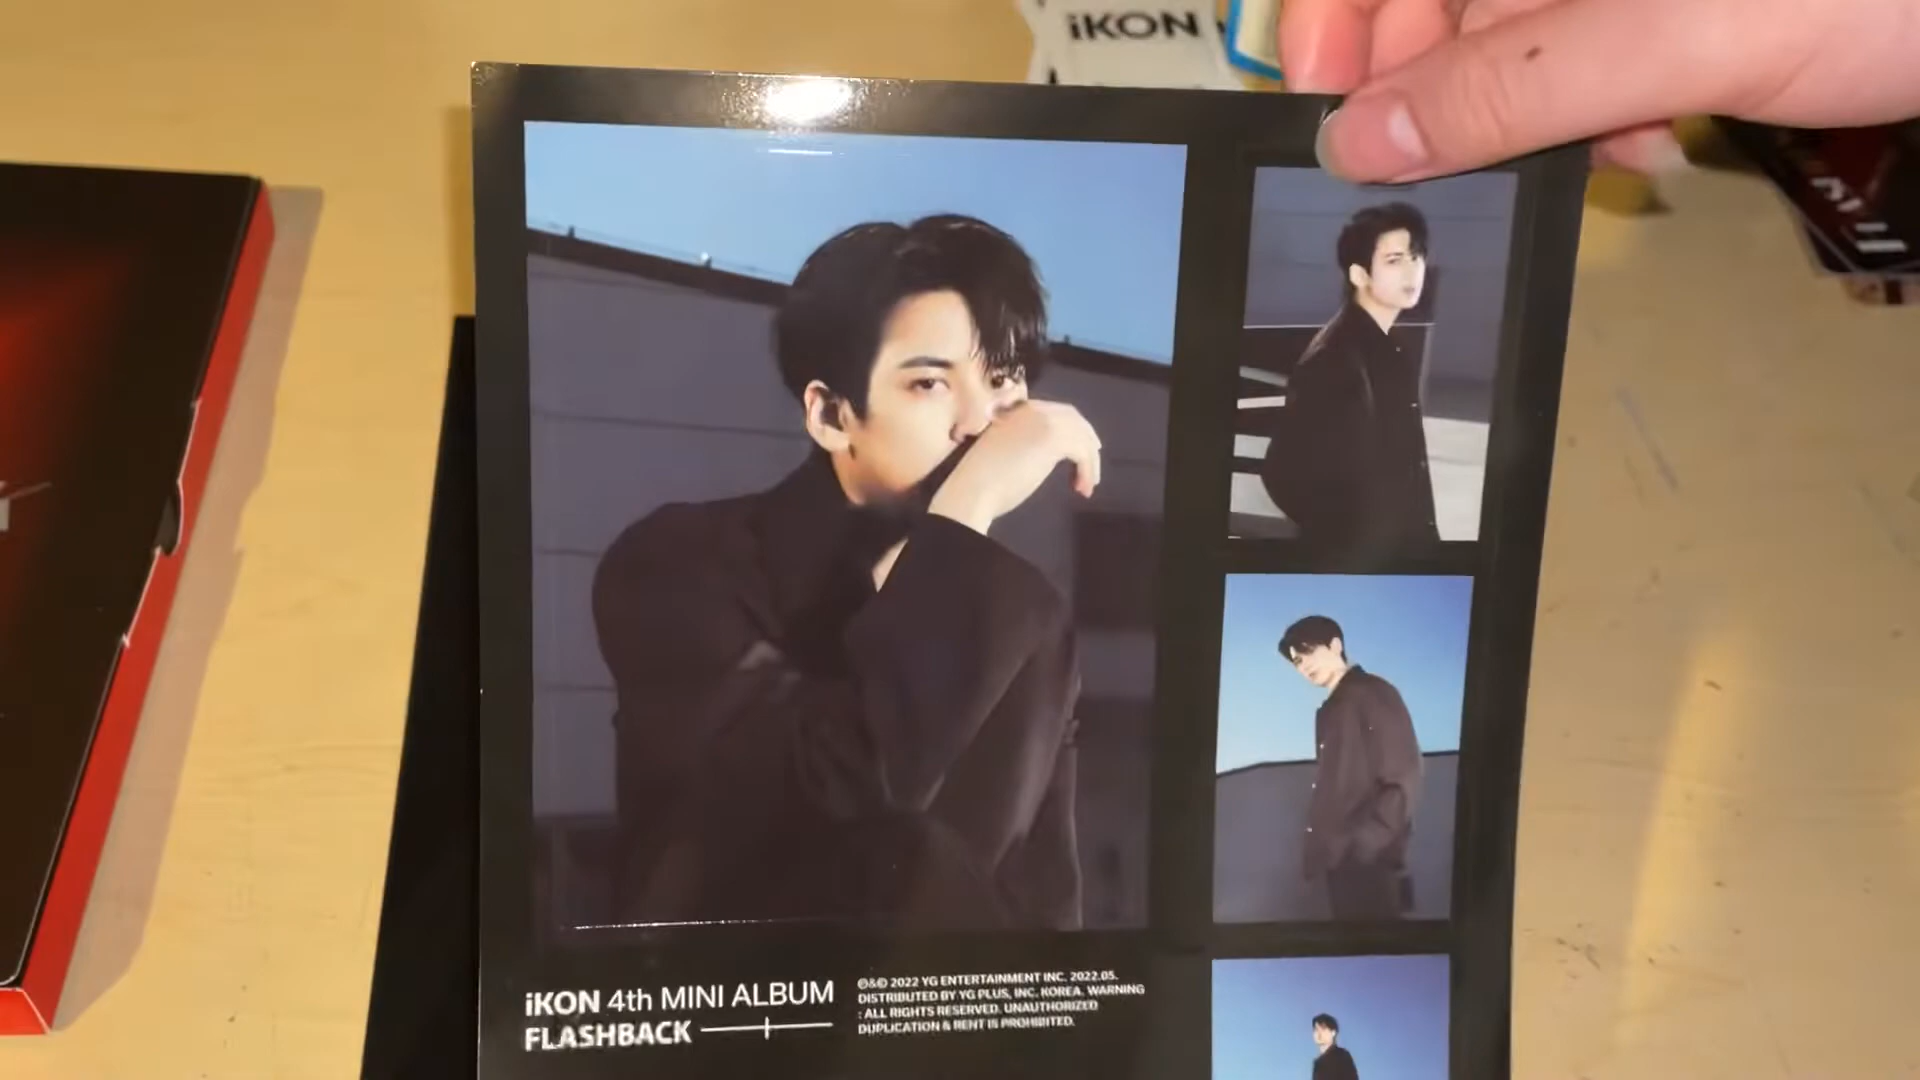 iKON
iKON 4th MINI ALBUM
FLASHBACK
℗&© 2022 YG ENTERTAINMENT INC. 2022.05.
DISTRIBUTED BY YG PLUS, INC. KOREA. WARNING
: ALL RIGHTS RESERVED. UNAUTHORIZED
DUPLICATION & RENT IS PROHIBITED.